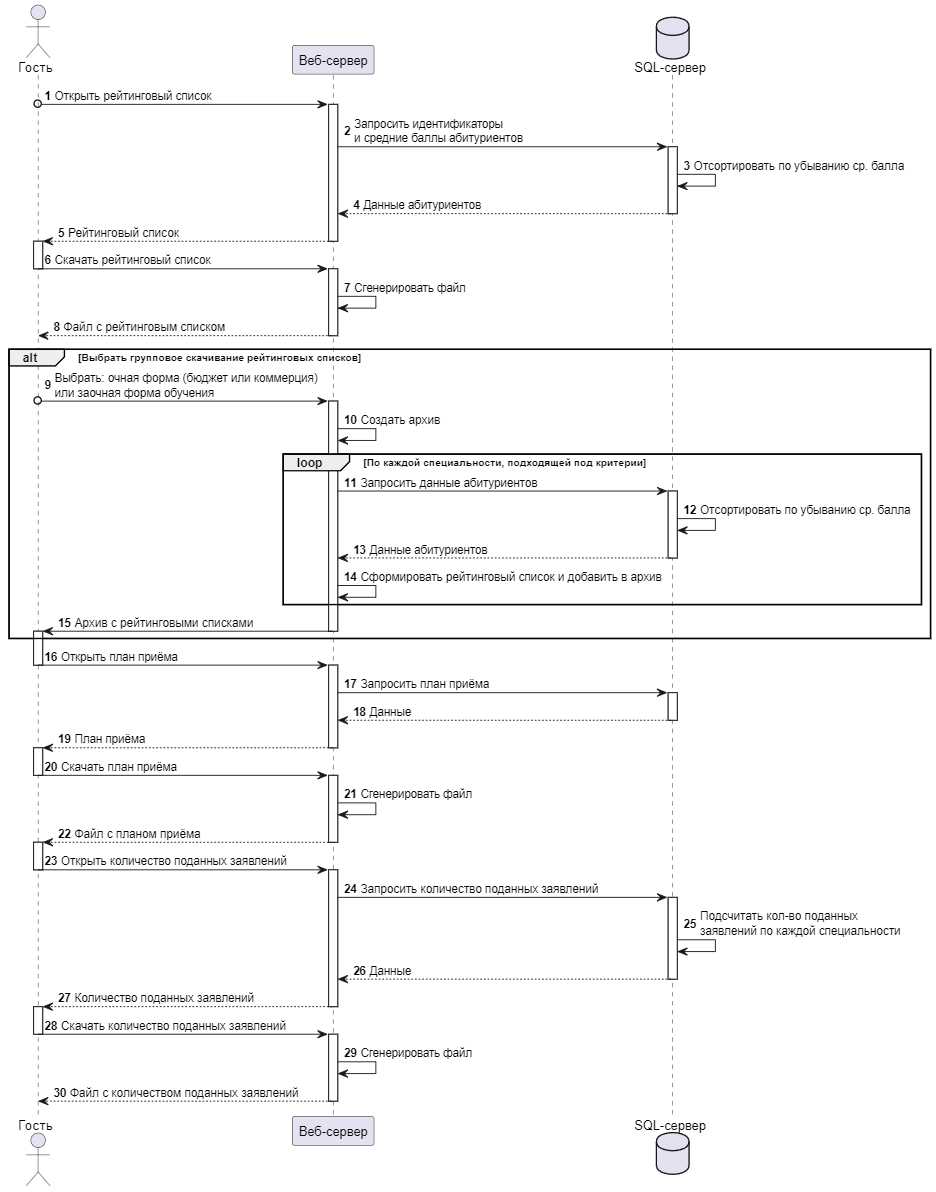 Гость
Веб-сервер
SQL-сервер
1 Открыть рейтинговый список
2 Запросить идентификаторы
и средние баллы абитуриентов
3 Отсортировать по убыванию ср. балла
4 Данные абитуриентов
5 Рейтинговый список
6 Скачать рейтинговый список
7 Сгенерировать файл
8 Файл с рейтинговым списком
alt [Выбрать групповое скачивание рейтинговых списков]
9 Выбрать: очная форма (бюджет или коммерция)
или заочная форма обучения
10 Создать архив
loop [По каждой специальности, подходящей под критерии]
11 Запросить данные абитуриентов
12 Отсортировать по убыванию ср. балла
13 Данные абитуриентов
14 Сформировать рейтинговый список и добавить в архив
15 Архив с рейтинговыми списками
16 Открыть план приёма
17 Запросить план приёма
18 Данные
19 План приёма
20 Скачать план приёма
21 Сгенерировать файл
22 Файл с планом приёма
23 Открыть количество поданных заявлений
24 Запросить количество поданных заявлений
25 Подсчитать кол-во поданных
заявлений по каждой специальности
26 Данные
27 Количество поданных заявлений
28 Скачать количество поданных заявлений
29 Сгенерировать файл
30 Файл с количеством поданных заявлений
Гость
Веб-сервер
SQL-сервер